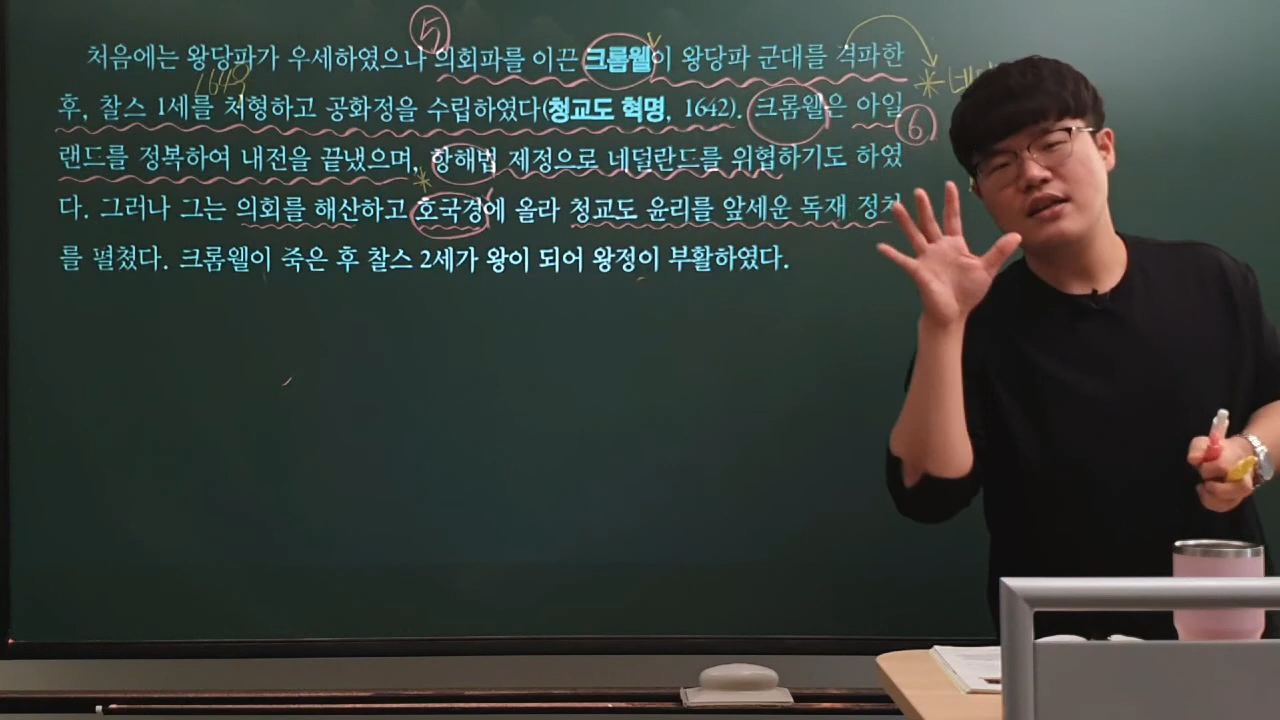 ⑤
처음에는 왕당파가 우세하였으나 의회파를 이끈 크롬웰이 왕당파 군대를 격파한
1649
후, 찰스 1세를 처형하고 공화정을 수립하였다(청교도 혁명, 1642). 크롬웰은 아일
⑥
랜드를 정복하여 내전을 끝냈으며, 항해법 제정으로 네덜란드를 위협하기도 하였
다. 그러나 그는 의회를 해산하고 호국경에 올라 청교도 윤리를 앞세운 독재 정치
를 펼쳤다. 크롬웰이 죽은 후 찰스 2세가 왕이 되어 왕정이 부활하였다.